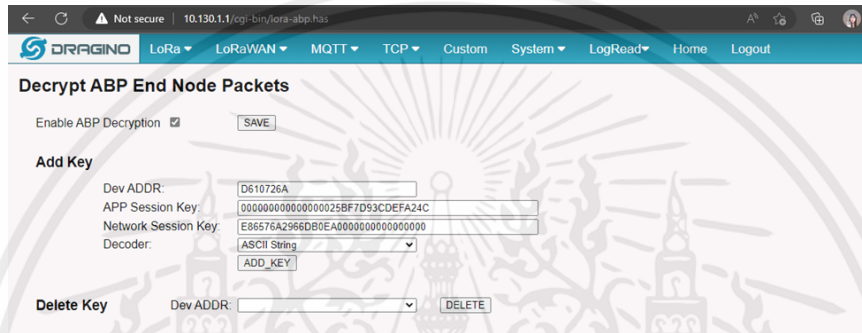 Not secure 10.130.1.1/cgi-bin/lora-abp.has
DRAGINO LoRa LoRaWAN MQTT TCP Custom System LogRead Home Logout
Decrypt ABP End Node Packets
Enable ABP Decryption SAVE
Add Key
Dev ADDR: D610726A
APP Session Key: 000000000000000025BF7D93CDEFA24C
Network Session Key: E86576A2966DB0EA0000000000000000
Decoder: ASCII String
ADD_KEY
Delete Key Dev ADDR: DELETE